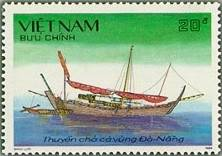 VIỆT NAM
BƯU CHÍNH
20đ
Thuyền chở cá vùng Đà-Nẵng